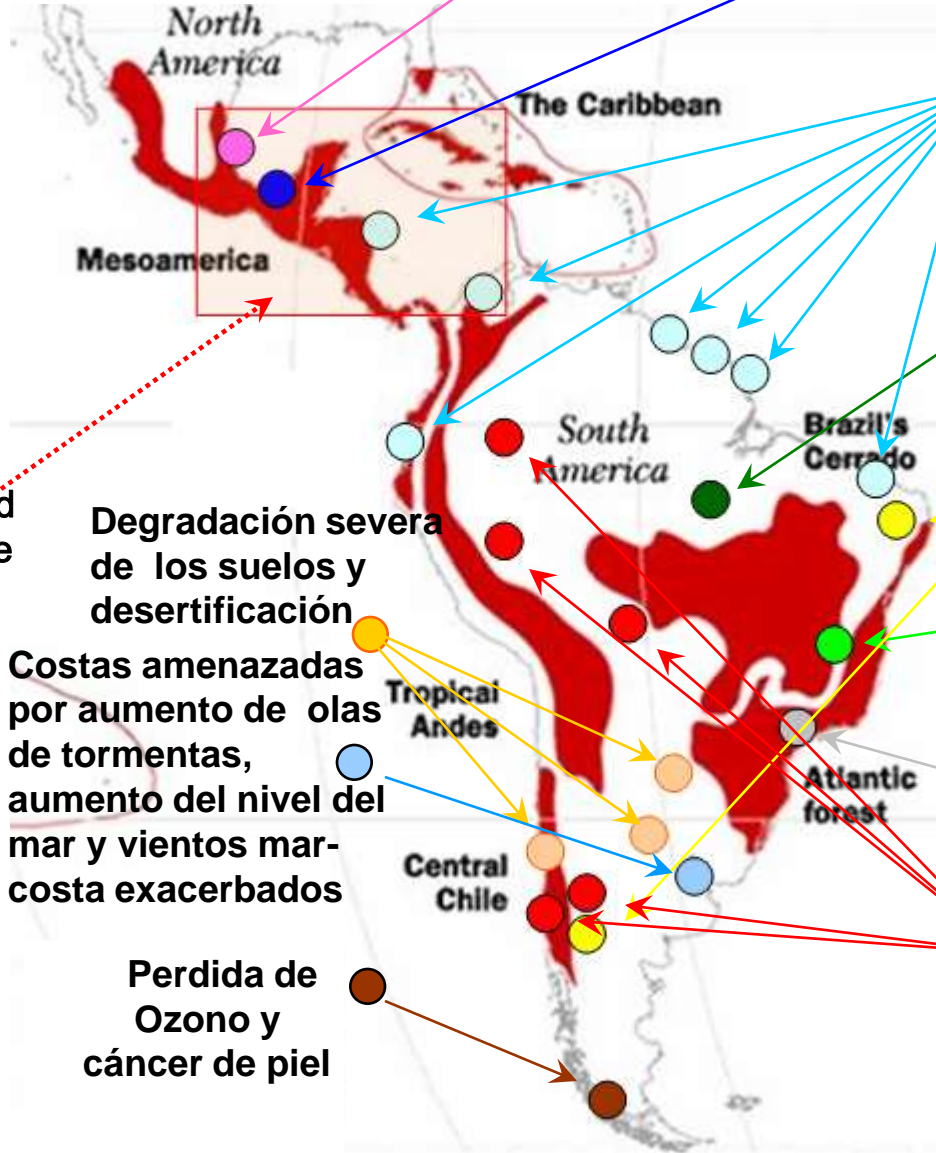 North
America
The Caribbean
Mesoamerica
South
America
Brazil's
Cerrado
d
e
Degradación severa
de los suelos y
desertificación
Costas amenazadas
por aumento de olas
de tormentas,
aumento del nivel del
mar y vientos mar-
costa exacerbados
Tropical
Andes
Atlantic
forest
Central
Chile
Perdida de
Ozono y
cáncer de piel